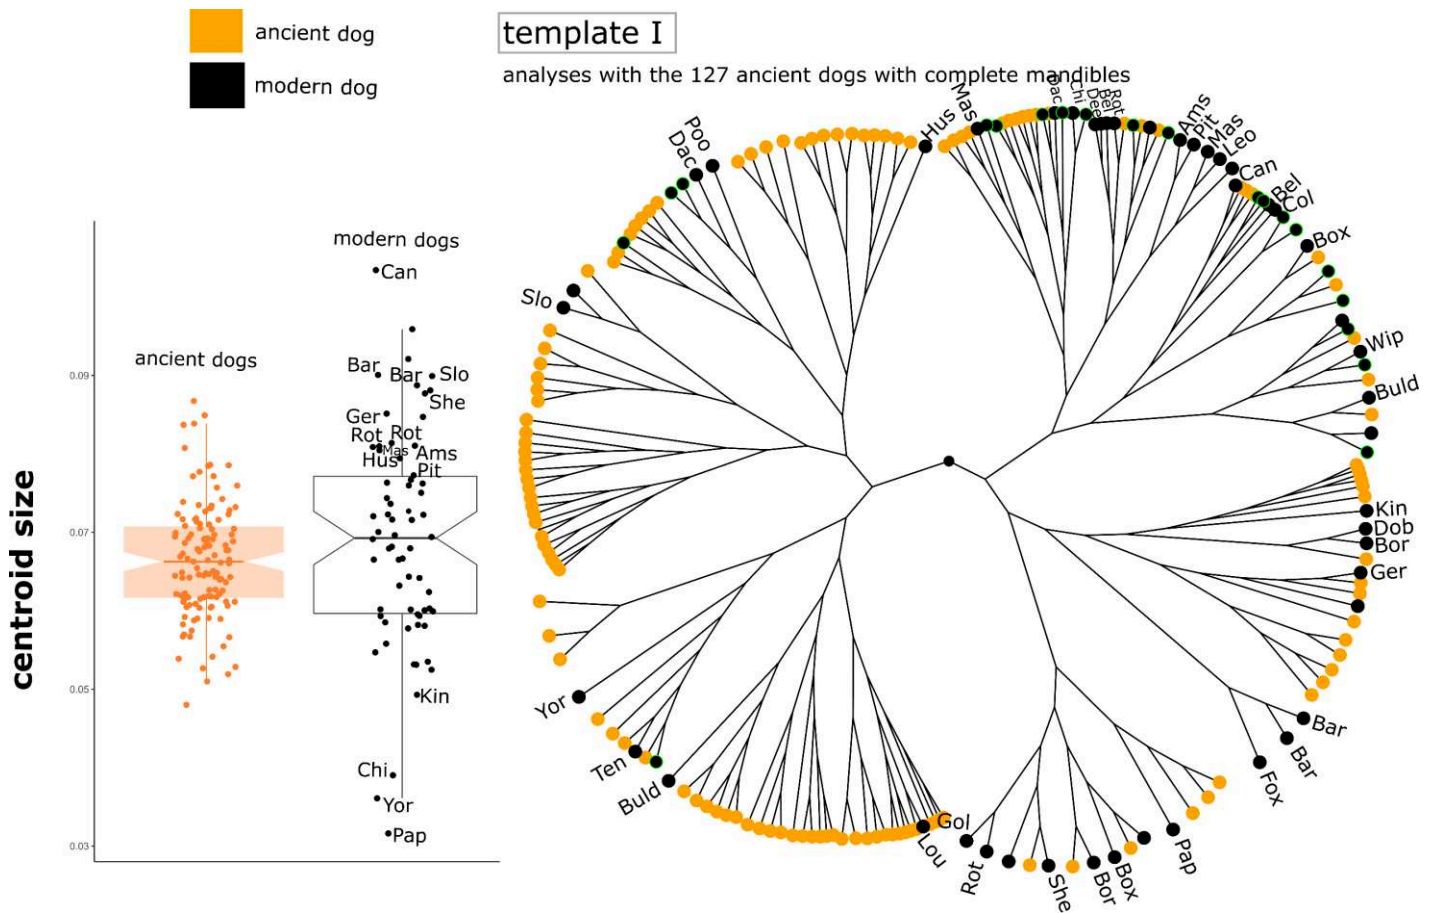 ancient dog
modern dog
template I
analyses with the 127 ancient dogs with complete mandibles
modern dogs
ancient dogs
centroid size
0.09
0.07
0.05
0.03
Can
Bar
Bar
Slo
She
Ger
Rot
Rot
Mas
Ams
Hus
Pit
Kin
Chi
Yor
Pap
Hus
Mas
Dac
Chi
Dee
Bel
Rot
Ams
Pit
Mas
Leo
Can
Bel
Col
Box
Wip
Buld
Kin
Dob
Bor
Ger
Bar
Bar
Fox
Pap
Box
Bor
She
Rot
Gol
Lou
Buld
Ten
Yor
Slo
Dac
Poo